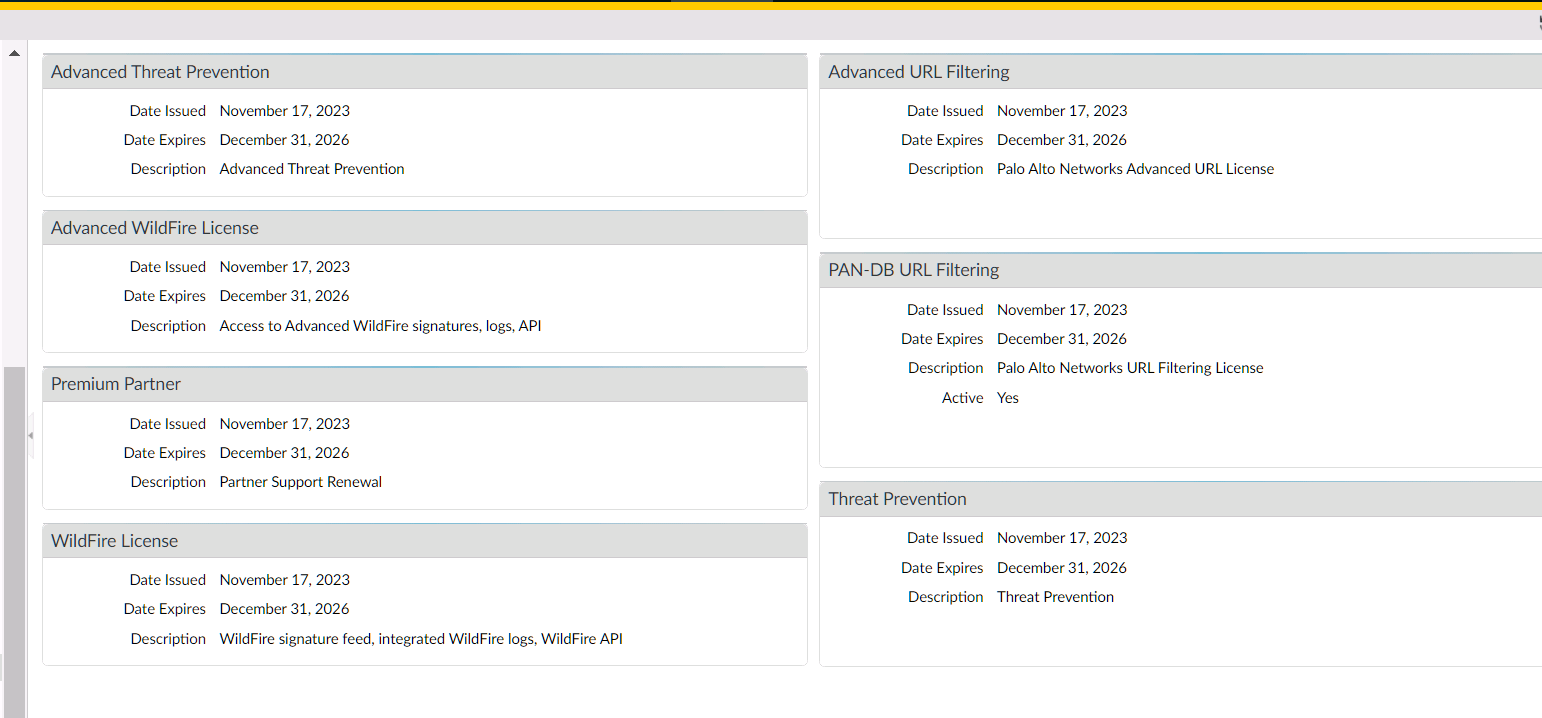 Advanced Threat Prevention
Date Issued November 17, 2023
Date Expires December 31, 2026
Description Advanced Threat Prevention
Advanced WildFire License
Date Issued November 17, 2023
Date Expires December 31, 2026
Description Access to Advanced WildFire signatures, logs, API
Premium Partner
Date Issued November 17, 2023
Date Expires December 31, 2026
Description Partner Support Renewal
WildFire License
Date Issued November 17, 2023
Date Expires December 31, 2026
Description WildFire signature feed, integrated WildFire logs, WildFire API
Advanced URL Filtering
Date Issued November 17, 2023
Date Expires December 31, 2026
Description Palo Alto Networks Advanced URL License
PAN-DB URL Filtering
Date Issued November 17, 2023
Date Expires December 31, 2026
Description Palo Alto Networks URL Filtering License
Active Yes
Threat Prevention
Date Issued November 17, 2023
Date Expires December 31, 2026
Description Threat Prevention